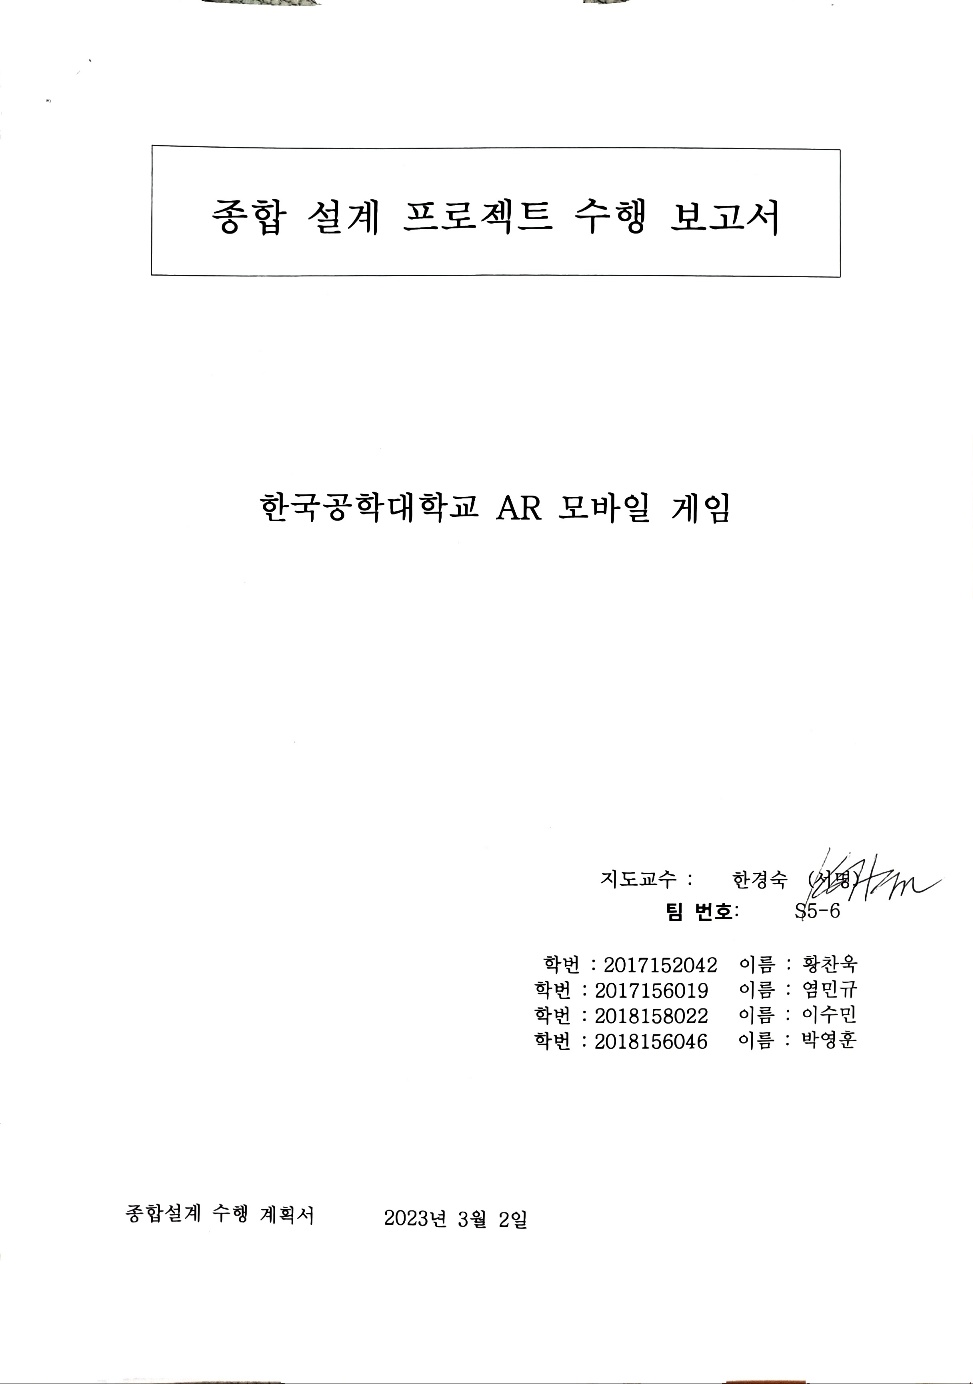 종합 설계 프로젝트 수행 보고서
한국공학대학교 AR 모바일 게임
지도교수 : 한경숙 (서명)
팀 번호: S5-6
학번 : 2017152042 이름 : 황찬욱
학번 : 2017156019 이름 : 염민규
학번 : 2018158022 이름 : 이수민
학번 : 2018156046 이름 : 박영훈
종합설계 수행 계획서 2023년 3월 2일